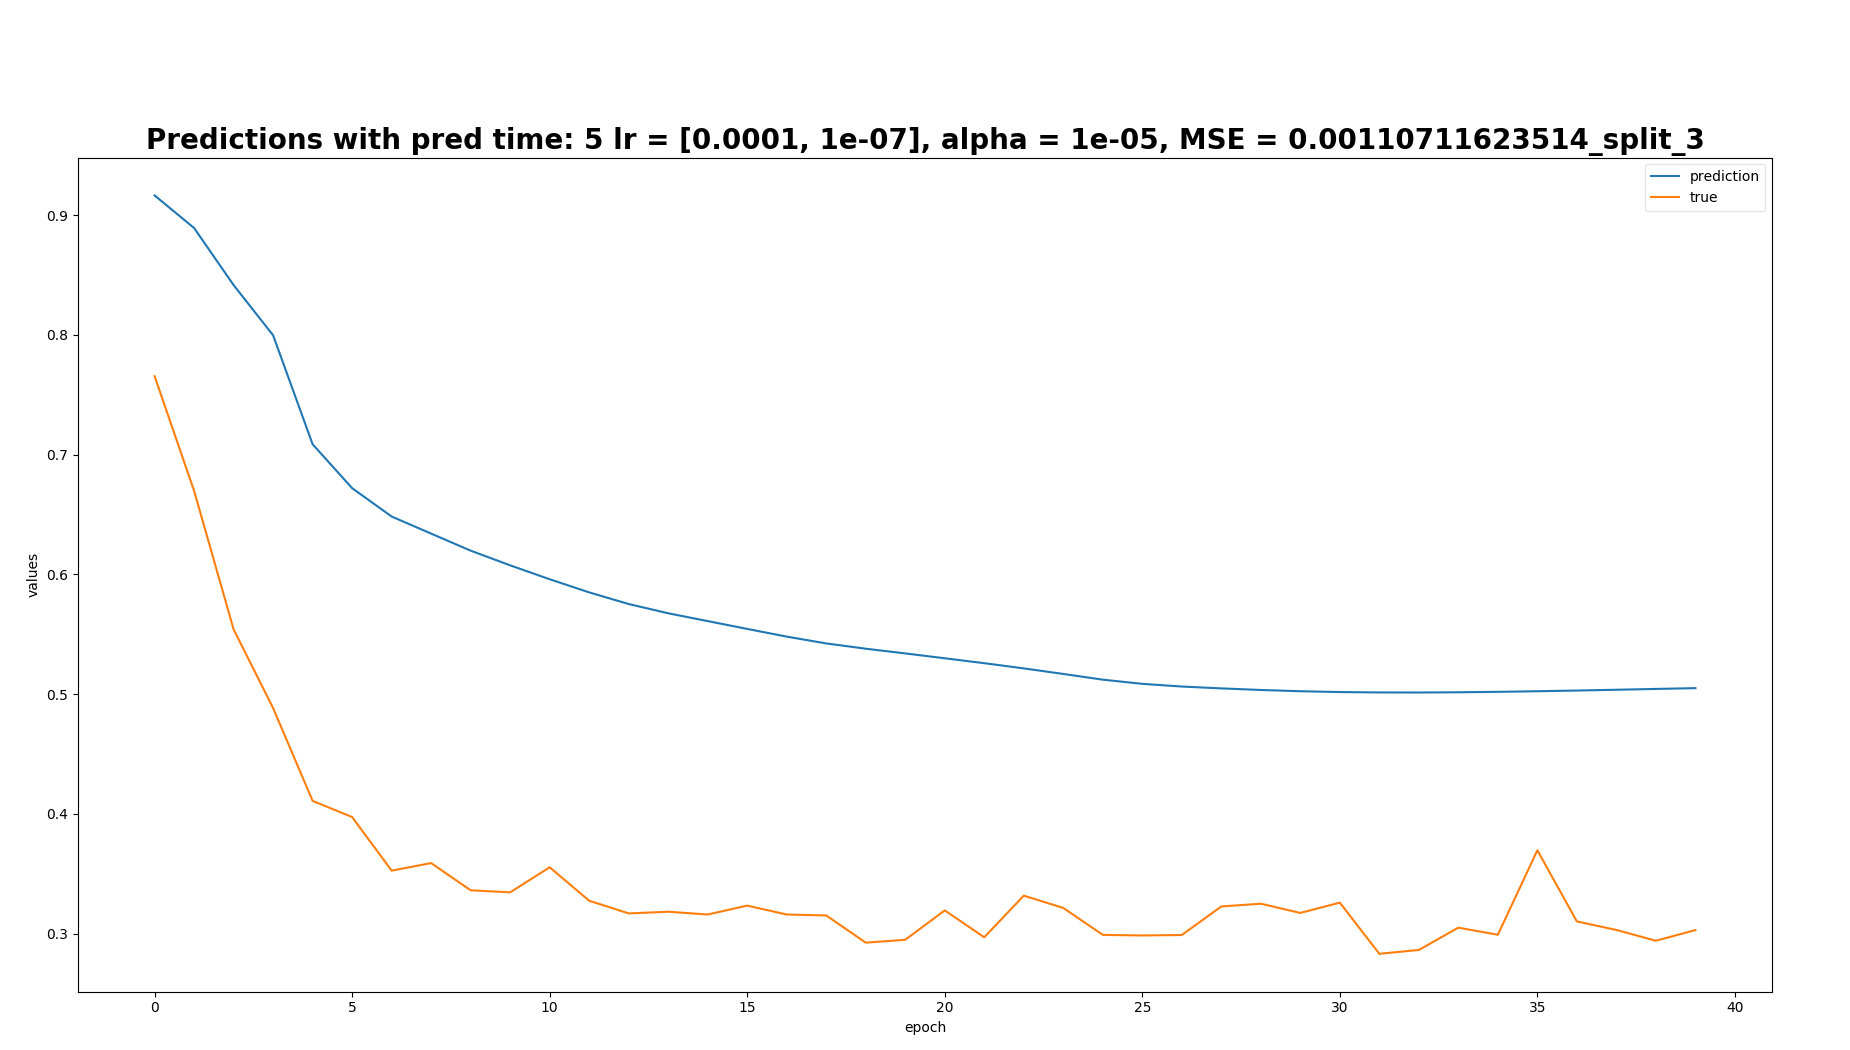 Predictions with pred time: 5 lr = [0.0001, 1e-07], alpha = 1e-05, MSE = 0.00110711623514_split_3
prediction
true
values
0.9
0.8
0.7
0.6
0.5
0.4
0.3
0 5 10 15 20 25 30 35 40
epoch